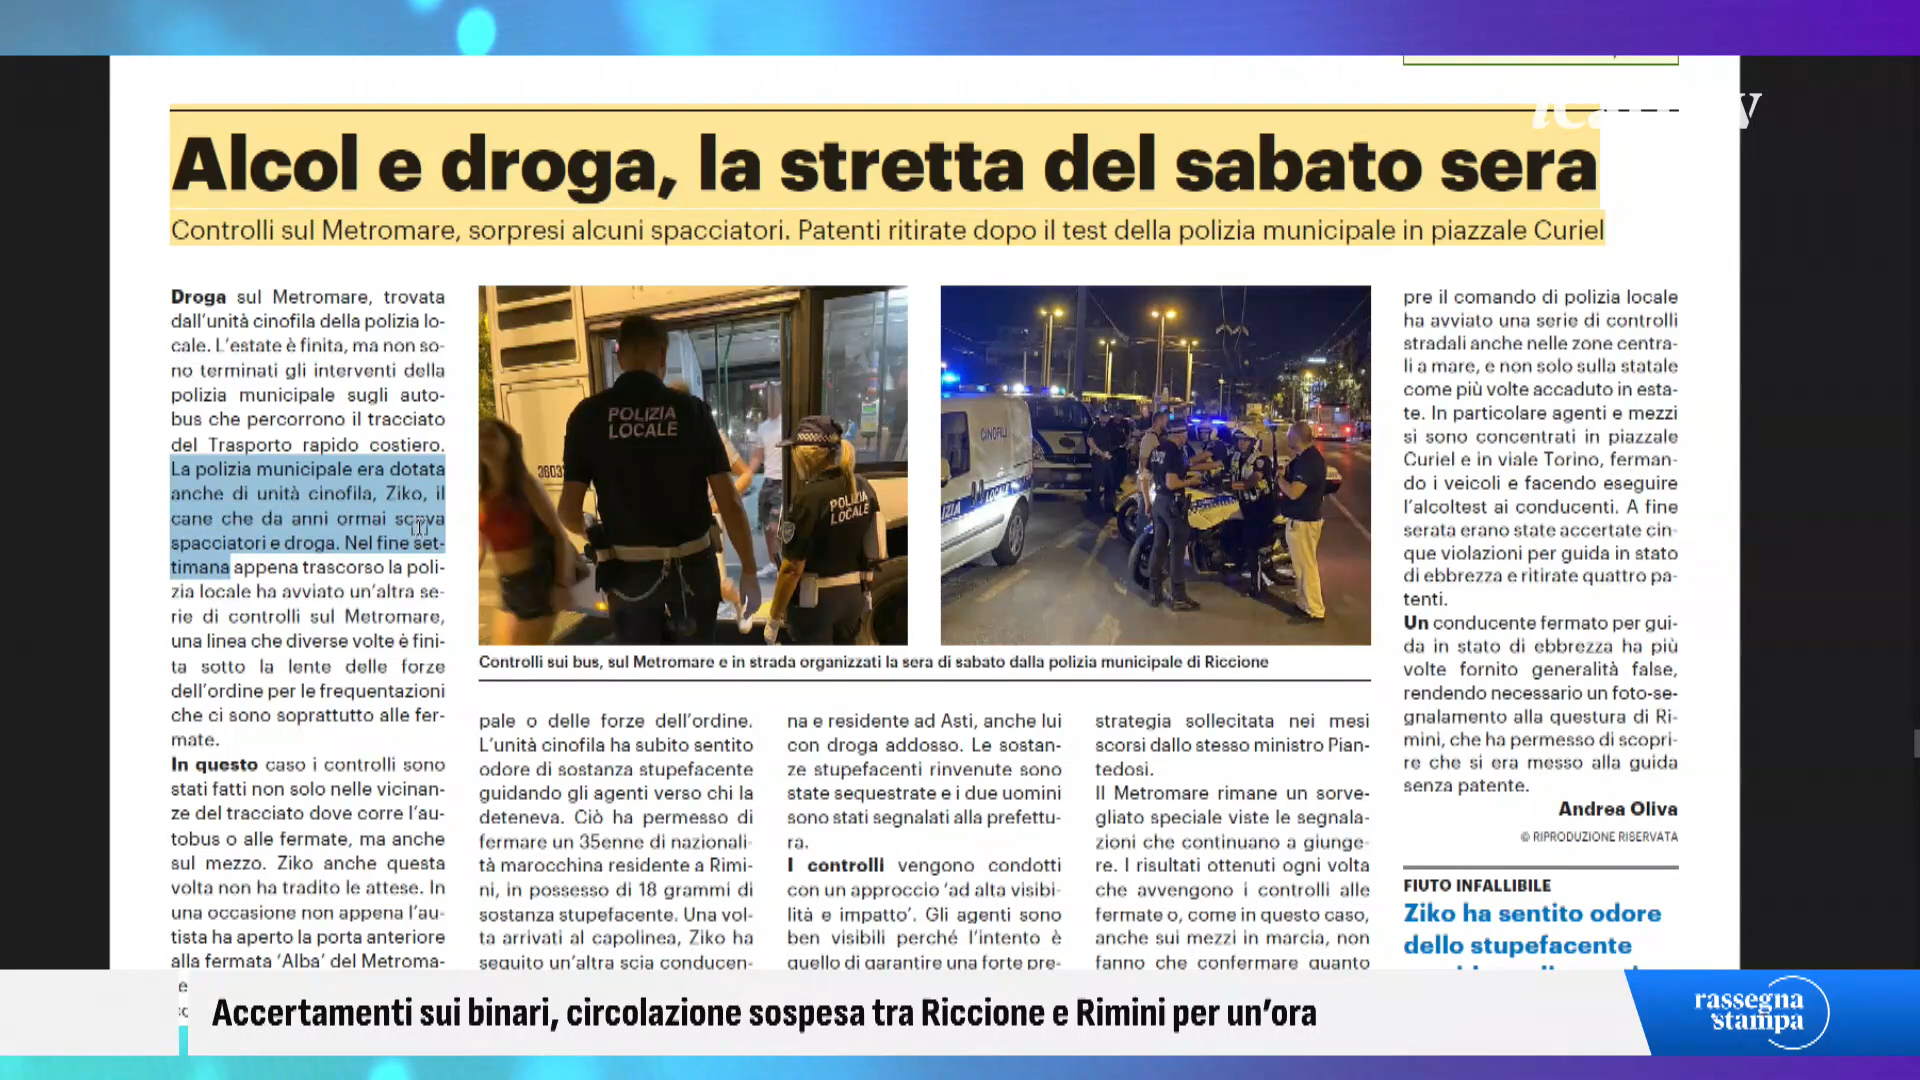 Alcol e droga, la stretta del sabato sera
Controlli sul Metromare, sorpresi alcuni spacciatori. Patenti ritirate dopo il test della polizia municipale in piazzale Curiel
Droga sul Metromare, trovata
dall'unità cinofila della polizia lo-
cale. L'estate è finita, ma non so-
no terminati gli interventi della
polizia municipale sugli auto-
bus che percorrono il tracciato
del Trasporto rapido costiero.
La polizia municipale era dotata
anche di unità cinofila, Ziko, il
cane che da anni ormai scova
spacciatori e droga. Nel fine set-
timana appena trascorso la poli-
zia locale ha avviato un'altra se-
rie di controlli sul Metromare,
una linea che diverse volte è fini-
ta sotto la lente delle forze
dell'ordine per le frequentazioni
che ci sono soprattutto alle fer-
mate.
In questo caso i controlli sono
stati fatti non solo nelle vicinan-
ze del tracciato dove corre l'au-
tobus o alle fermate, ma anche
sul mezzo. Ziko anche questa
volta non ha tradito le attese. In
una occasione non appena l'au-
tista ha aperto la porta anteriore
alla fermata 'Alba' del Metroma-
POLIZIA
LOCALE
3603
POLIZIA
LOCALE
CINOFILI
POLIZIA LOCALE
Controlli sui bus, sul Metromare e in strada organizzati la sera di sabato dalla polizia municipale di Riccione
pale o delle forze dell'ordine.
L'unità cinofila ha subito sentito
odore di sostanza stupefacente
guidando gli agenti verso chi la
deteneva. Ciò ha permesso di
fermare un 35enne di nazionali-
tà marocchina residente a Rimi-
ni, in possesso di 18 grammi di
sostanza stupefacente. Una vol-
ta arrivati al capolinea, Ziko ha
seguito un'altra scia conducen-
na e residente ad Asti, anche lui
con droga addosso. Le sostan-
ze stupefacenti rinvenute sono
state sequestrate e i due uomini
sono stati segnalati alla prefettu-
ra.
I controlli vengono condotti
con un approccio 'ad alta visibi-
lità e impatto'. Gli agenti sono
ben visibili perché l'intento è
quello di garantire una forte pre-
strategia sollecitata nei mesi
scorsi dallo stesso ministro Pian-
tedosi.
Il Metromare rimane un sorve-
gliato speciale viste le segnala-
zioni che continuano a giunge-
re. I risultati ottenuti ogni volta
che avvengono i controlli alle
fermate o, come in questo caso,
anche sui mezzi in marcia, non
fanno che confermare quanto
pre il comando di polizia locale
ha avviato una serie di controlli
stradali anche nelle zone centra-
li a mare, e non solo sulla statale
come più volte accaduto in esta-
te. In particolare agenti e mezzi
si sono concentrati in piazzale
Curiel e in viale Torino, ferman-
do i veicoli e facendo eseguire
l'alcoltest ai conducenti. A fine
serata erano state accertate cin-
que violazioni per guida in stato
di ebbrezza e ritirate quattro pa-
tenti.
Un conducente fermato per gui-
da in stato di ebbrezza ha più
volte fornito generalità false,
rendendo necessario un foto-se-
gnalamento alla questura di Ri-
mini, che ha permesso di scopri-
re che si era messo alla guida
senza patente.
Andrea Oliva
© RIPRODUZIONE RISERVATA
FIUTO INFALLIBILE
Ziko ha sentito odore
dello stupefacente
Accertamenti sui binari, circolazione sospesa tra Riccione e Rimini per un'ora
rassegna
stampa